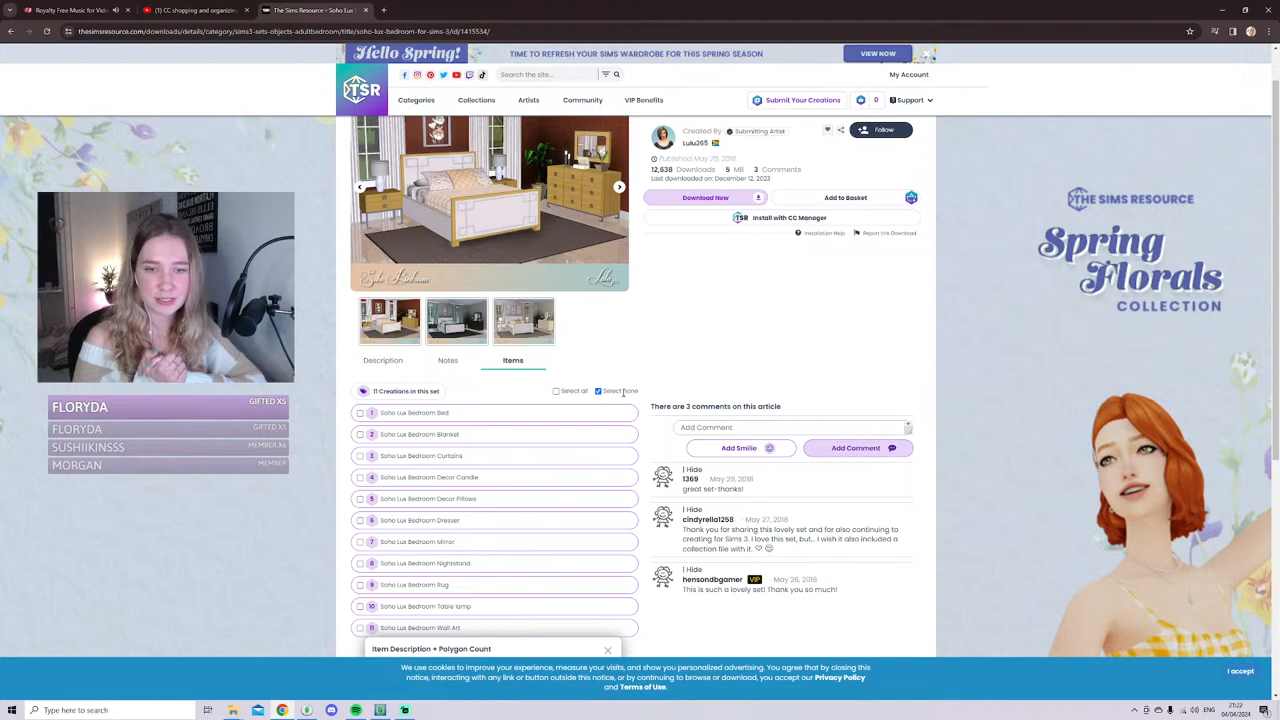 thesimsresource.com/downloads/details/category/sims3-sets-objects-adultbedroom/title/soho-lux-bedroom-for-sims-3/id/1415534/
Hello Spring!
TIME TO REFRESH YOUR SIMS WARDROBE FOR THIS SPRING SEASON
VIEW NOW
TSR
Search the site...
My Account
Categories
Collections
Artists
Community
VIP Benefits
Submit Your Creations
0
Support
Created By Submitting Artist
Lulu265
Follow
Published May 25, 2018
12,638 Downloads 5 MB 3 Comments
Last downloaded on: December 12, 2023
Download Now
Add to Basket
TSR Install with CC Manager
Installation Help
Report this Download
Soho Bedroom
Lulu
THE SIMS RESOURCE
Spring
Florals
COLLECTION
Description
Notes
Items
11 Creations in this set
Select all
Select none
1 Soho Lux Bedroom Bed
2 Soho Lux Bedroom Blanket
3 Soho Lux Bedroom Curtains
4 Soho Lux Bedroom Decor Candle
5 Soho Lux Bedroom Decor Pillows
6 Soho Lux Bedroom Dresser
7 Soho Lux Bedroom Mirror
8 Soho Lux Bedroom Nightstand
9 Soho Lux Bedroom Rug
10 Soho Lux Bedroom Table lamp
11 Soho Lux Bedroom Wall Art
Item Description + Polygon Count
There are 3 comments on this article
Add Comment
Add Smilie
Add Comment
| Hide
1369 May 29, 2018
great set-thanks!
| Hide
cindyrella1258 May 27, 2018
Thank you for sharing this lovely set and for also continuing to
creating for Sims 3. I love this set, but... I wish it also included a
collection file with it.
| Hide
hensondbgamer VIP May 26, 2018
This is such a lovely set! Thank you so much!
FLORYDA GIFTED X5
FLORYDA GIFTED X5
SUSHIIKINSSS MEMBER X6
MORGAN MEMBER
We use cookies to improve your experience, measure your visits, and show you personalized advertising. You agree that by closing this
notice, interacting with any link or button outside this notice, or by continuing to browse or download, you accept our Privacy Policy
and Terms of Use.
I accept
Type here to search
ENG
21:22
04/04/2024